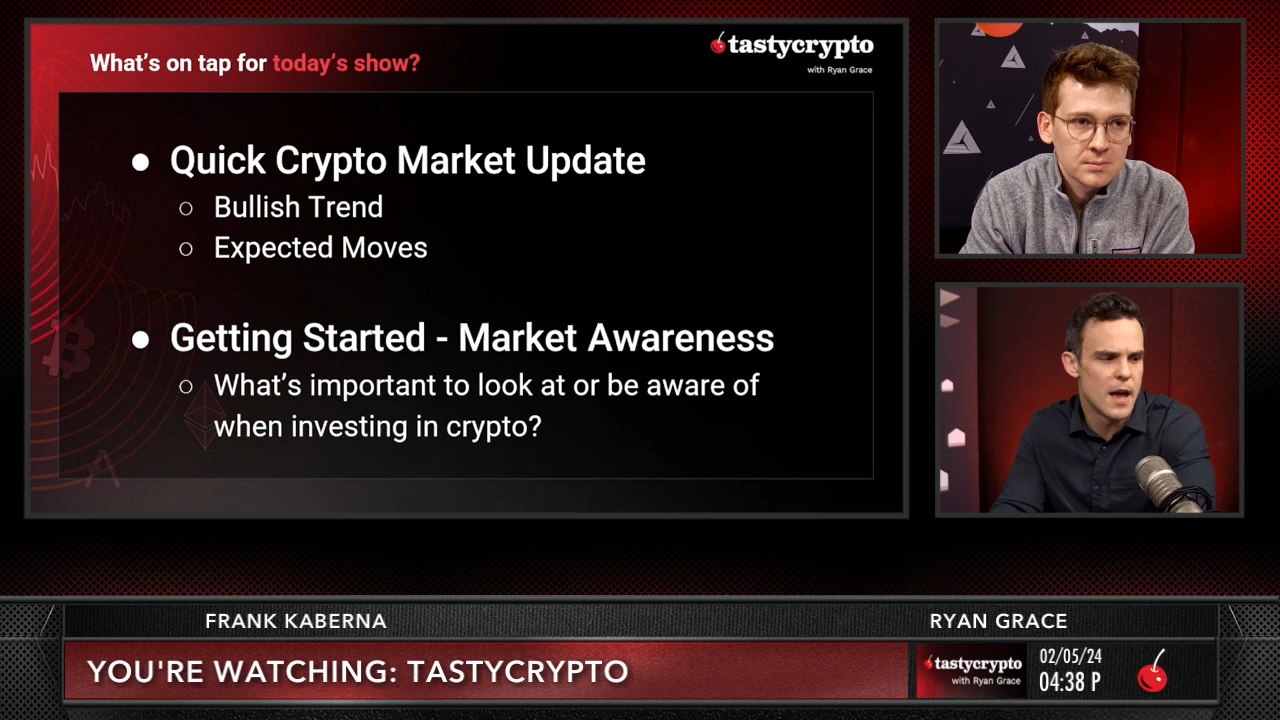 What's on tap for today's show?
tastycrypto
with Ryan Grace
● Quick Crypto Market Update
○ Bullish Trend
○ Expected Moves
● Getting Started - Market Awareness
○ What's important to look at or be aware of
when investing in crypto?
FRANK KABERNA
RYAN GRACE
YOU'RE WATCHING: TASTYCRYPTO
tastycrypto
with Ryan Grace
02/05/24
04:38 P